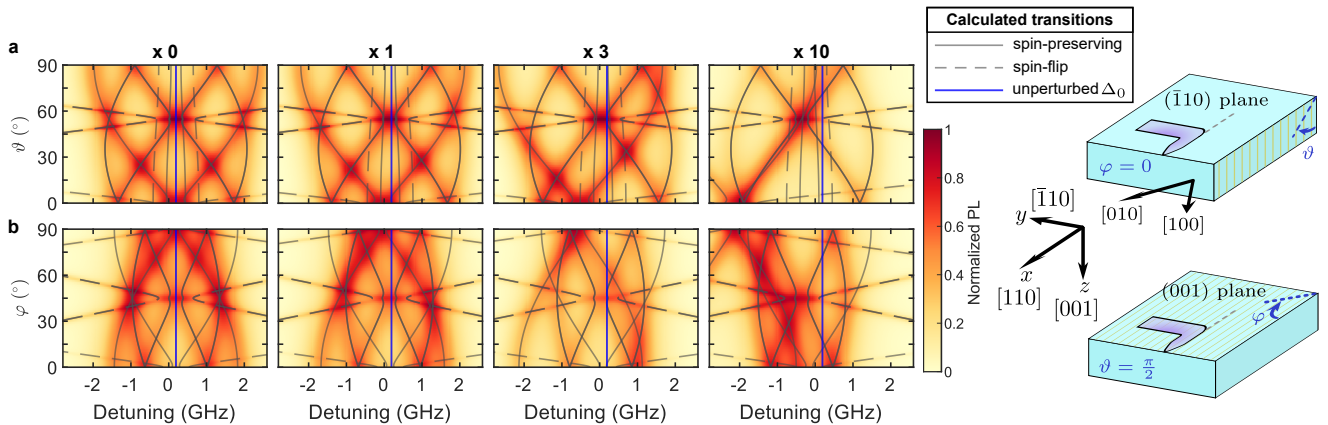 Calculated transitions
spin-preserving
spin-flip
unperturbed Δ₀
a
x 0
x 1
x 3
x 10
90
60
30
0
ϑ (°)
b
90
60
30
0
φ (°)
-2 -1 0 1 2
-2 -1 0 1 2
-2 -1 0 1 2
-2 -1 0 1 2
Detuning (GHz)
Detuning (GHz)
Detuning (GHz)
Detuning (GHz)
1
0.8
0.6
0.4
0.2
0
Normalized PL
(1̄10) plane
φ = 0
ϑ
[010]
[100]
y
[1̄10]
x
[110]
z
[001]
(001) plane
φ
ϑ = π/2